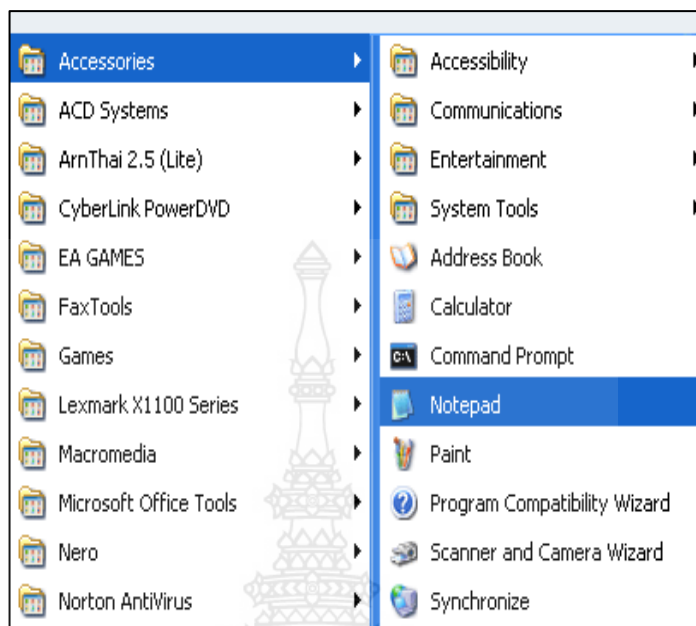 Accessories
ACD Systems
ArnThai 2.5 (Lite)
CyberLink PowerDVD
EA GAMES
FaxTools
Games
Lexmark X1100 Series
Macromedia
Microsoft Office Tools
Nero
Norton AntiVirus
Accessibility
Communications
Entertainment
System Tools
Address Book
Calculator
C:\
Command Prompt
Notepad
Paint
Program Compatibility Wizard
Scanner and Camera Wizard
Synchronize